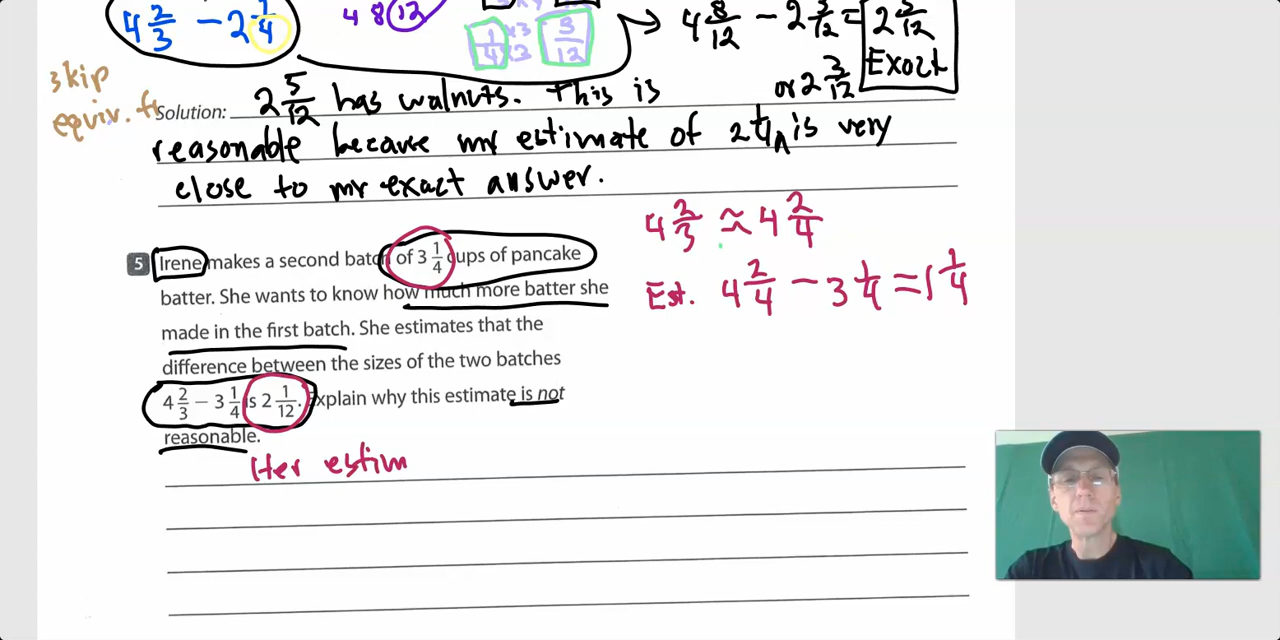 4 2/3 − 2 1/4
4 8 12
1/4 ×3 3/12
4 8/12 − 2 3/12 = 2 5/12
Exact
or 2 3/12
skip
equiv. fr
Solution: 2 5/12 has walnuts. This is
reasonable because my estimate of 2 1/4 is very
close to my exact answer.
4 2/3 ≈ 4 2/4
Est. 4 2/4 − 3 1/4 = 1 1/4
5 Irene makes a second batch of 3 1/4 cups of pancake
batter. She wants to know how much more batter she
made in the first batch. She estimates that the
difference between the sizes of the two batches
4 2/3 − 3 1/4 is 2 1/12. Explain why this estimate is not
reasonable.
Her estim